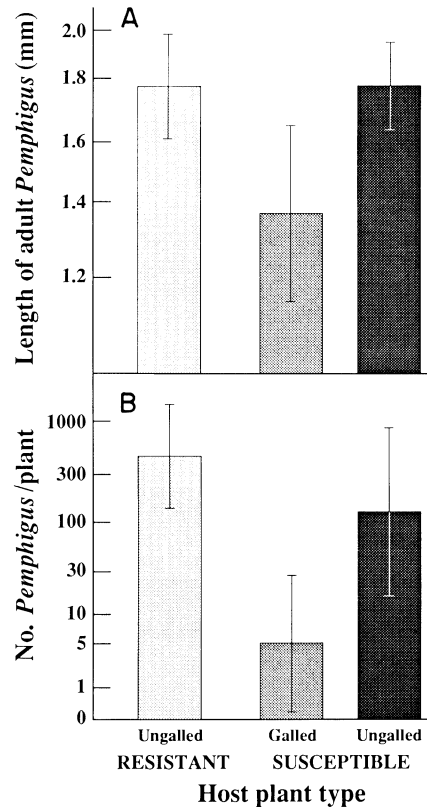 A
Length of adult Pemphigus (mm)
2.0
1.8
1.6
1.4
1.2
B
No. Pemphigus/plant
1000
300
100
30
10
5
1
0
Ungalled Galled Ungalled
RESISTANT SUSCEPTIBLE
Host plant type